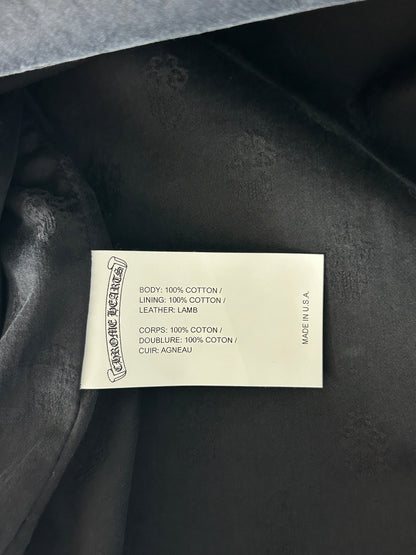 CHROME HEARTS
BODY: 100% COTTON /
LINING: 100% COTTON /
LEATHER: LAMB
CORPS: 100% COTON /
DOUBLURE: 100% COTON /
CUIR: AGNEAU
MADE IN U.S.A.